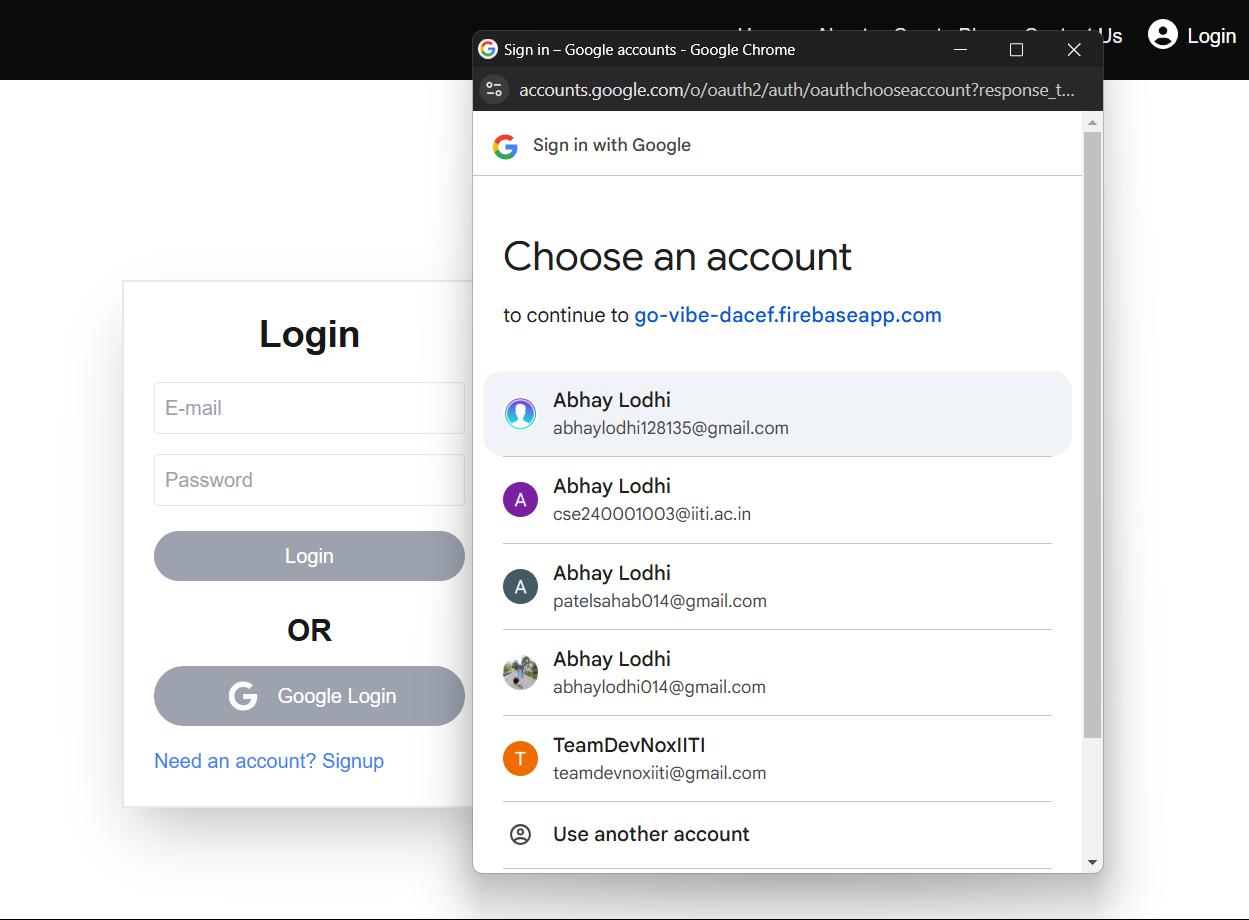 Us
Login
Sign in – Google accounts - Google Chrome
accounts.google.com/o/oauth2/auth/oauthchooseaccount?response_t...
Sign in with Google
Choose an account
to continue to go-vibe-dacef.firebaseapp.com
Abhay Lodhi
abhaylodhi128135@gmail.com
Abhay Lodhi
A
cse240001003@iiti.ac.in
Abhay Lodhi
A
patelsahab014@gmail.com
Abhay Lodhi
abhaylodhi014@gmail.com
TeamDevNoxIITI
T
teamdevnoxiiti@gmail.com
Use another account
Login
E-mail
Password
Login
OR
G Google Login
Need an account? Signup